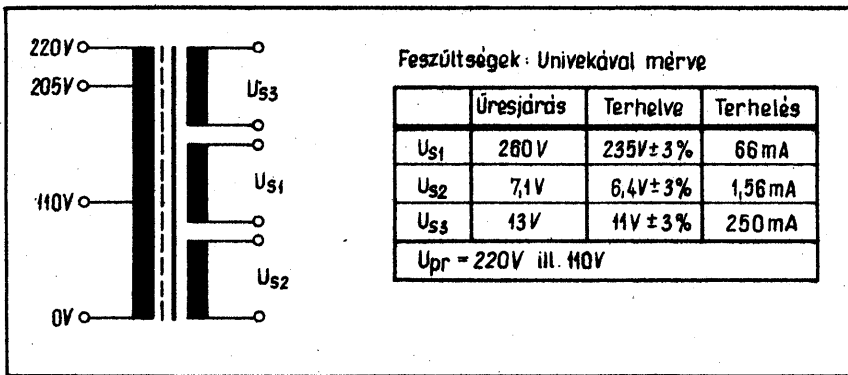 220V
205V
110V
0V
Us3
Us1
Us2
Feszültségek: Univekával mérve
Üresjárás Terhelve Terhelés
Us1 260V 235V±3% 66mA
Us2 7,1V 6,4V±3% 1,56mA
Us3 13V 11V±3% 250mA
Upr = 220V ill. 110V